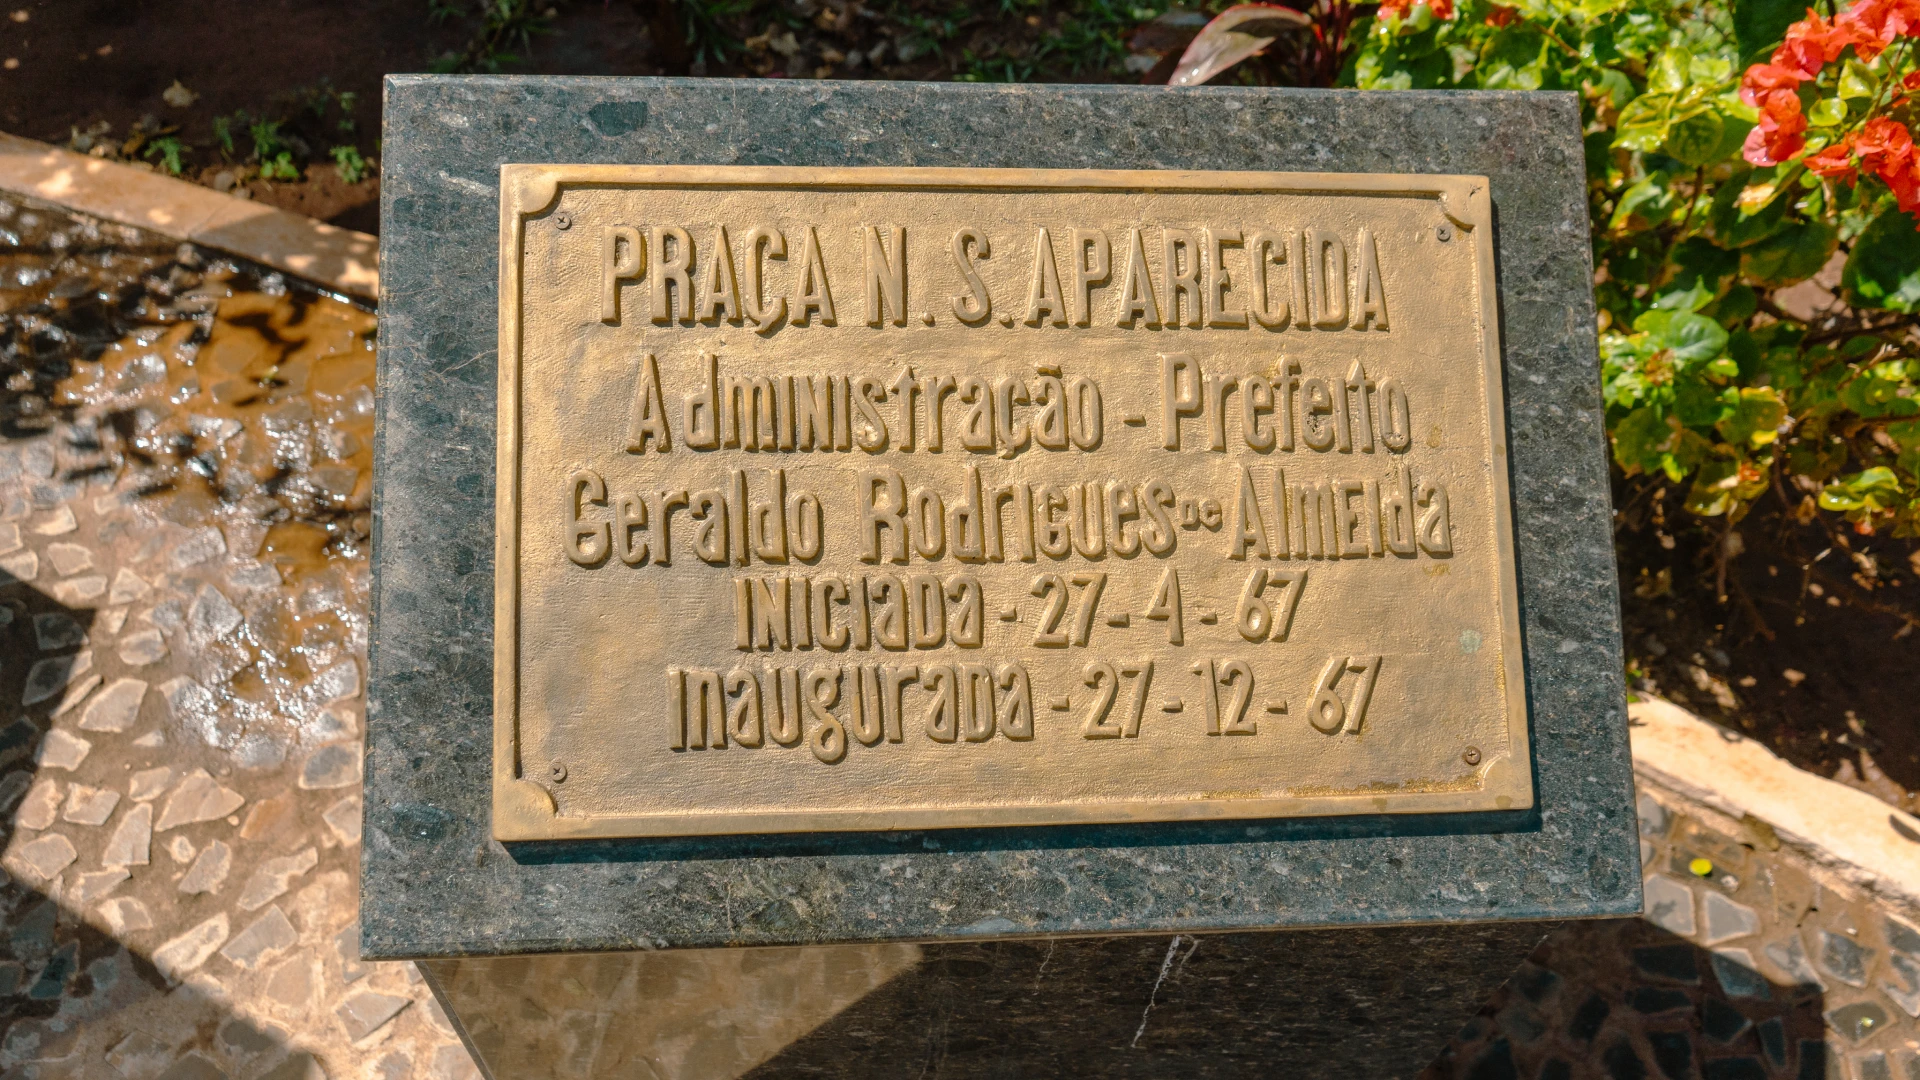 PRAÇA N. S. APARECIDA
Administração - Prefeito
Geraldo Rodrigues DE Almeida
INICIADA - 27 - 4 - 67
Inaugurada - 27 - 12 - 67